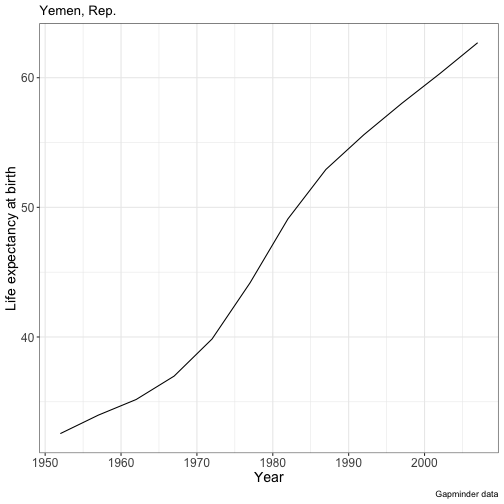 Yemen, Rep.
60
50
40
Life expectancy at birth
1950 1960 1970 1980 1990 2000
Year
Gapminder data